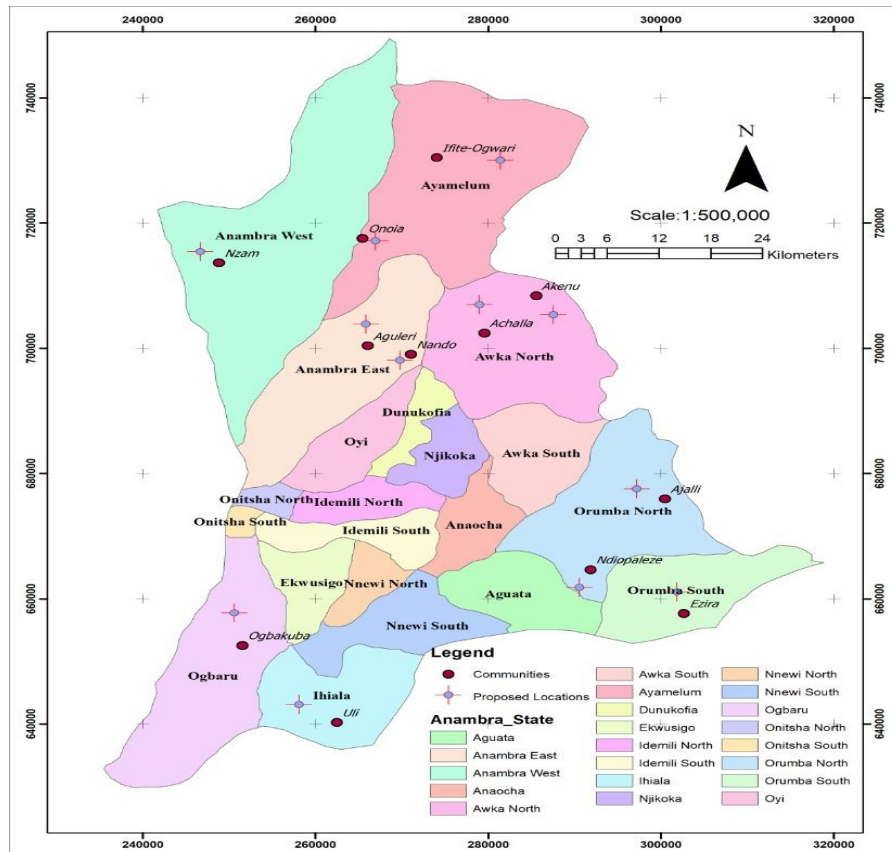 240000 260000 280000 300000 320000
740000 740000
720000 720000
700000 700000
680000 680000
660000 660000
640000 640000
N
Scale:1:500,000
0 3 6 12 18 24
Kilometers
Ifite-Ogwari
Ayamelum
Onoia
Anambra West
Nzam
Akenu
Achalla
Awka North
Aguleri
Nando
Anambra East
Dunukofia
Oyi
Njikoka
Awka South
Onitsha North
Idemili North
Ajalli
Orumba North
Onitsha South
Idemili South
Anaocha
Ndiopaleze
Ekwusigo
Nnewi North
Aguata
Orumba South
Ezira
Nnewi South
Ogbakuba
Ogbaru
Ihiala
Uli
Legend
Communities
Proposed Locations
Anambra_State
Aguata
Anambra East
Anambra West
Anaocha
Awka North
Awka South
Ayamelum
Dunukofia
Ekwusigo
Idemili North
Idemili South
Ihiala
Njikoka
Nnewi North
Nnewi South
Ogbaru
Onitsha North
Onitsha South
Orumba North
Orumba South
Oyi
240000 260000 280000 300000 320000